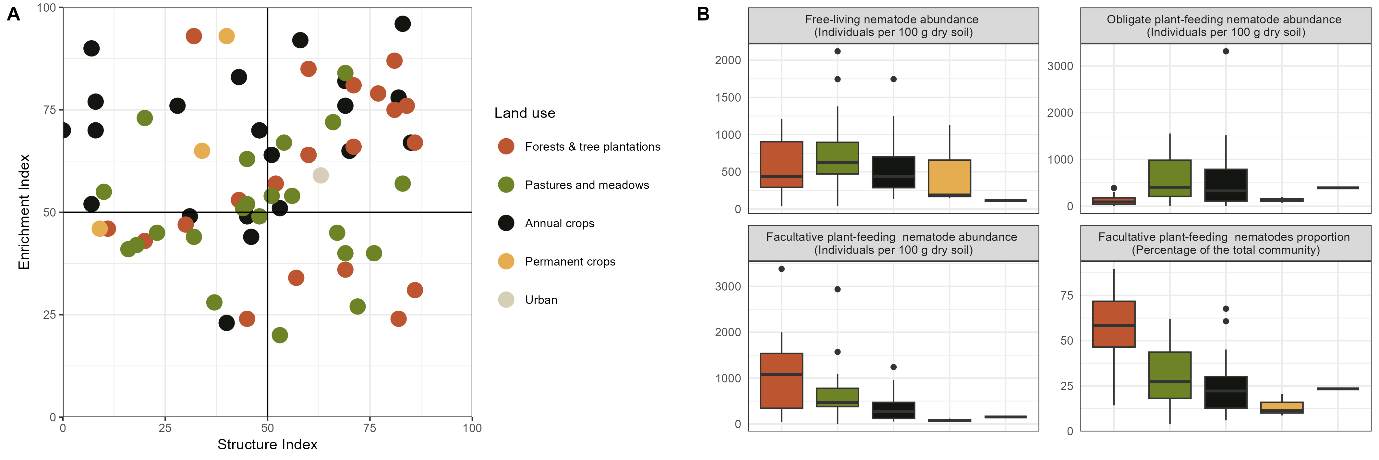 A
Enrichment Index
100
75
50
25
0
0
25
50
75
100
Structure Index
Land use
Forests & tree plantations
Pastures and meadows
Annual crops
Permanent crops
Urban
B
Free-living nematode abundance
(Individuals per 100 g dry soil)
2000
1500
1000
500
0
Obligate plant-feeding nematode abundance
(Individuals per 100 g dry soil)
3000
2000
1000
0
Facultative plant-feeding  nematode abundance
(Individuals per 100 g dry soil)
3000
2000
1000
0
Facultative plant-feeding  nematodes proportion
(Percentage of the total community)
75
50
25
0